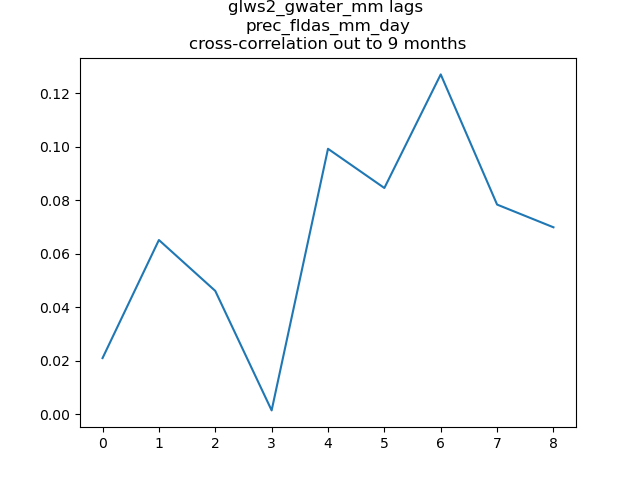 glws2_gwater_mm lags
prec_fldas_mm_day
cross-correlation out to 9 months
0.12
0.10
0.08
0.06
0.04
0.02
0.00
0 1 2 3 4 5 6 7 8